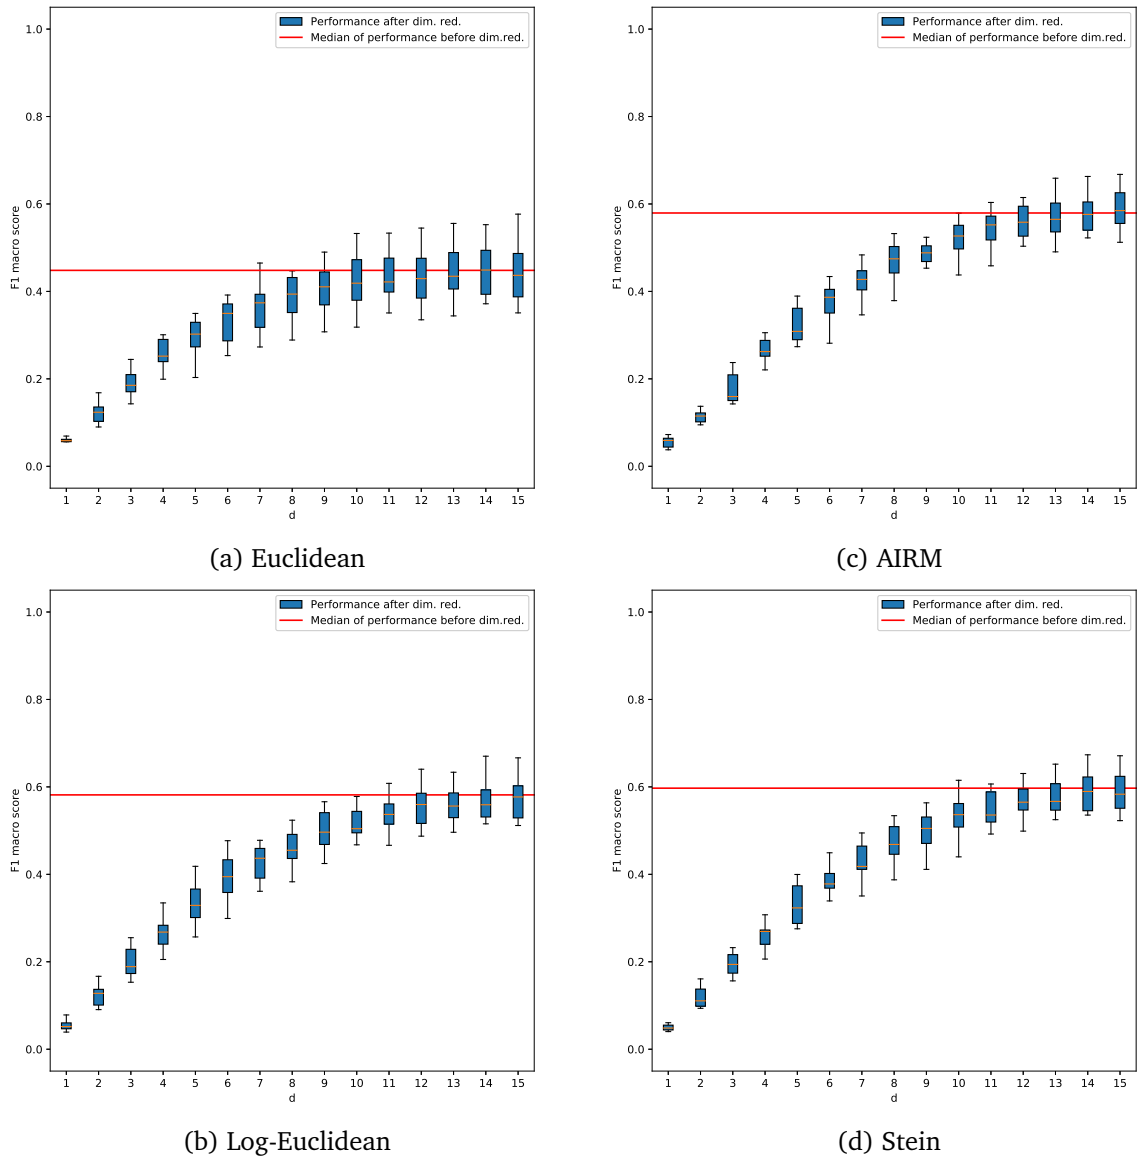 Performance after dim. red.
Median of performance before dim.red.
1.0
0.8
0.6
0.4
0.2
0.0
F1 macro score
1 2 3 4 5 6 7 8 9 10 11 12 13 14 15
d
(a) Euclidean
Performance after dim. red.
Median of performance before dim.red.
1.0
0.8
0.6
0.4
0.2
0.0
F1 macro score
1 2 3 4 5 6 7 8 9 10 11 12 13 14 15
d
(c) AIRM
Performance after dim. red.
Median of performance before dim.red.
1.0
0.8
0.6
0.4
0.2
0.0
F1 macro score
1 2 3 4 5 6 7 8 9 10 11 12 13 14 15
d
(b) Log-Euclidean
Performance after dim. red.
Median of performance before dim.red.
1.0
0.8
0.6
0.4
0.2
0.0
F1 macro score
1 2 3 4 5 6 7 8 9 10 11 12 13 14 15
d
(d) Stein